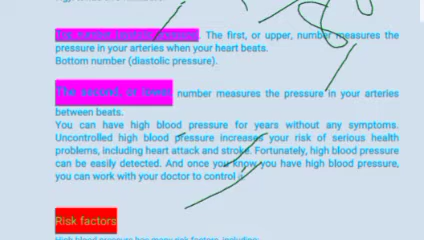 Top number (systolic pressure). The first, or upper, number measures the
pressure in your arteries when your heart beats.
Bottom number (diastolic pressure).
The second, or lower number measures the pressure in your arteries
between beats.
You can have high blood pressure for years without any symptoms.
Uncontrolled high blood pressure increases your risk of serious health
problems, including heart attack and stroke. Fortunately, high blood pressure
can be easily detected. And once you know you have high blood pressure,
you can work with your doctor to control
Risk factors
High blood pressure has many risk factors, including: